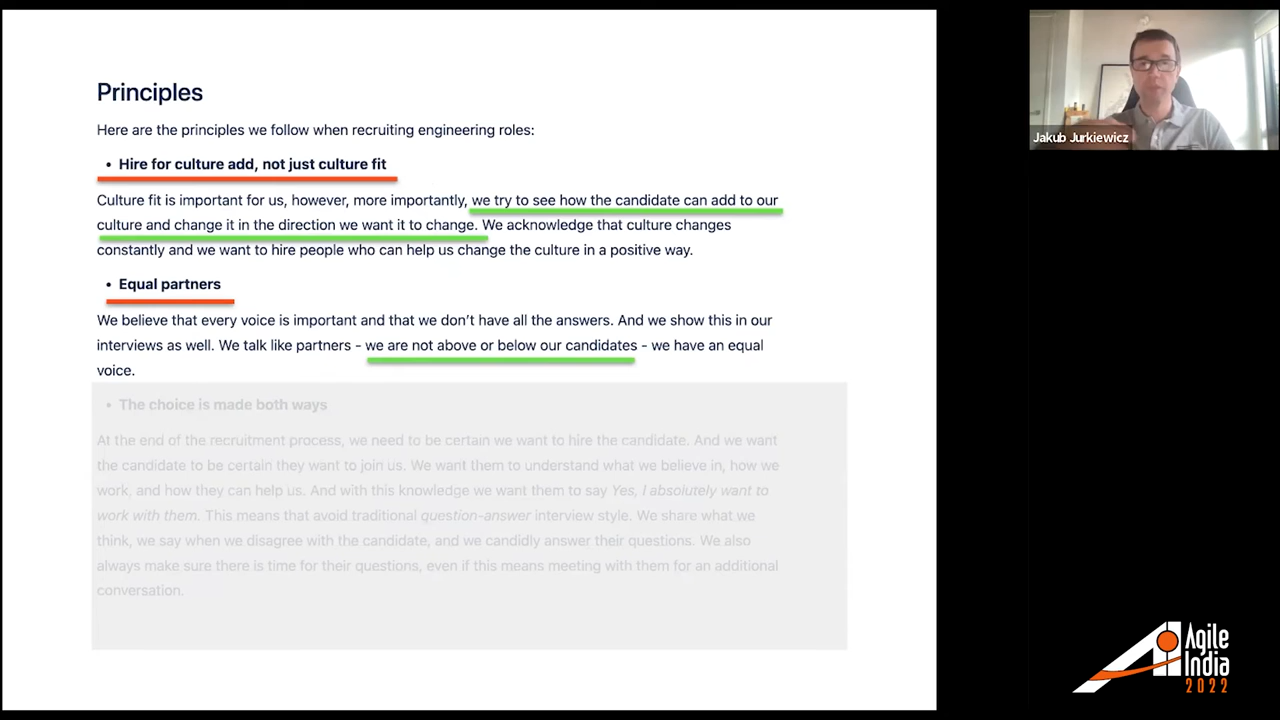 Principles
Here are the principles we follow when recruiting engineering roles:
• Hire for culture add, not just culture fit
Culture fit is important for us, however, more importantly, we try to see how the candidate can add to our
culture and change it in the direction we want it to change. We acknowledge that culture changes
constantly and we want to hire people who can help us change the culture in a positive way.
• Equal partners
We believe that every voice is important and that we don’t have all the answers. And we show this in our
interviews as well. We talk like partners - we are not above or below our candidates - we have an equal
voice.
• The choice is made both ways
At the end of the recruitment process, we need to be certain we want to hire the candidate. And we want
the candidate to be certain they want to join us. We want them to understand what we believe in, how we
work, and how they can help us. And with this knowledge we want them to say Yes, I absolutely want to
work with them. This means that avoid traditional question-answer interview style. We share what we
think, we say when we disagree with the candidate, and we candidly answer their questions. We also
always make sure there is time for their questions, even if this means meeting with them for an additional
conversation.
Jakub Jurkiewicz
Agile
India
2022